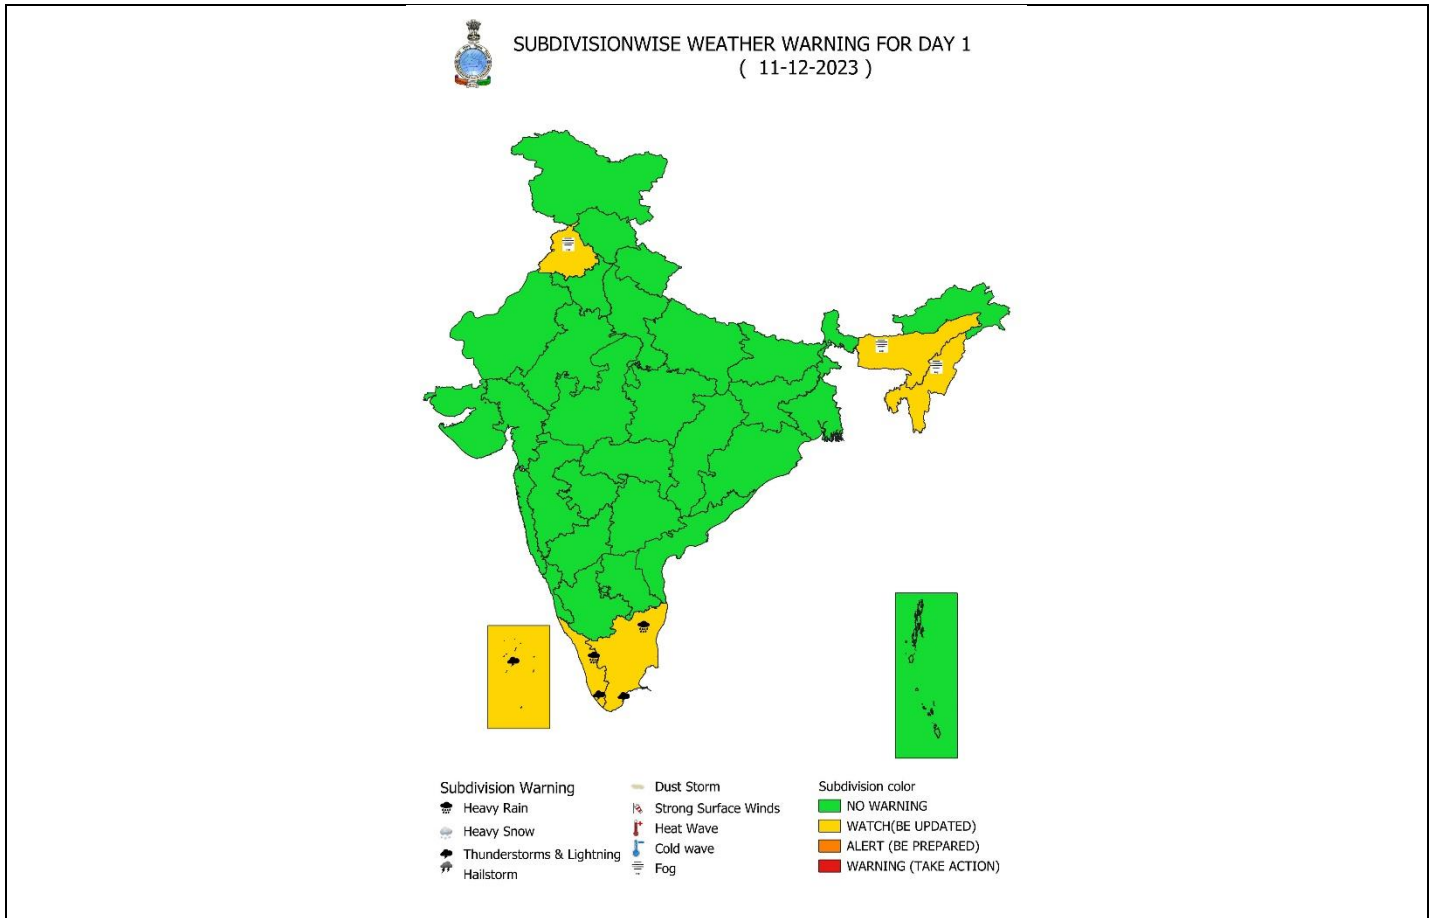 SUBDIVISIONWISE WEATHER WARNING FOR DAY 1
( 11-12-2023 )
Subdivision Warning
Heavy Rain
Heavy Snow
Thunderstorms & Lightning
Hailstorm
Dust Storm
Strong Surface Winds
Heat Wave
Cold wave
Fog
Subdivision color
NO WARNING
WATCH(BE UPDATED)
ALERT (BE PREPARED)
WARNING (TAKE ACTION)